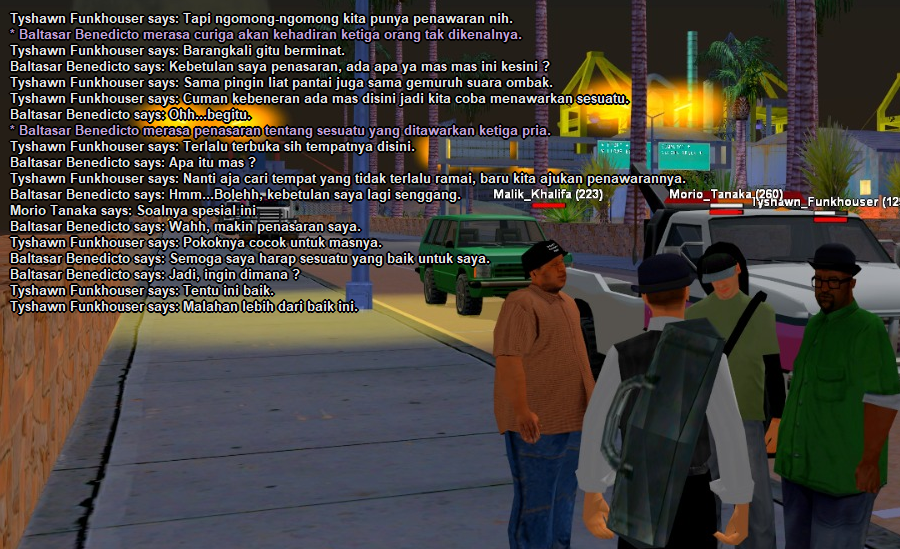 Tyshawn Funkhouser says: Tapi ngomong-ngomong kita punya penawaran nih.
* Baltasar Benedicto merasa curiga akan kehadiran ketiga orang tak dikenalnya.
Tyshawn Funkhouser says: Barangkali gitu berminat.
Baltasar Benedicto says: Kebetulan saya penasaran, ada apa ya mas mas ini kesini ?
Tyshawn Funkhouser says: Sama pingin liat pantai juga sama gemuruh suara ombak.
Tyshawn Funkhouser says: Cuman kebeneran ada mas disini jadi kita coba menawarkan sesuatu.
Baltasar Benedicto says: Ohh...begitu.
* Baltasar Benedicto merasa penasaran tentang sesuatu yang ditawarkan ketiga pria.
Tyshawn Funkhouser says: Terlalu terbuka sih tempatnya disini.
Baltasar Benedicto says: Apa itu mas ?
Tyshawn Funkhouser says: Nanti aja cari tempat yang tidak terlalu ramai, baru kita ajukan penawarannya.
Baltasar Benedicto says: Hmm...Bolehh, kebetulan saya lagi senggang.
Morio Tanaka says: Soalnya spesial ini
Baltasar Benedicto says: Wahh, makin penasaran saya.
Tyshawn Funkhouser says: Pokoknya cocok untuk masnya.
Baltasar Benedicto says: Semoga saya harap sesuatu yang baik untuk saya.
Baltasar Benedicto says: Jadi, ingin dimana ?
Tyshawn Funkhouser says: Tentu ini baik.
Tyshawn Funkhouser says: Malahan lebih dari baik ini.
Malik_Khalifa (223)
Morio_Tanaka (260)
Tyshawn_Funkhouser (12